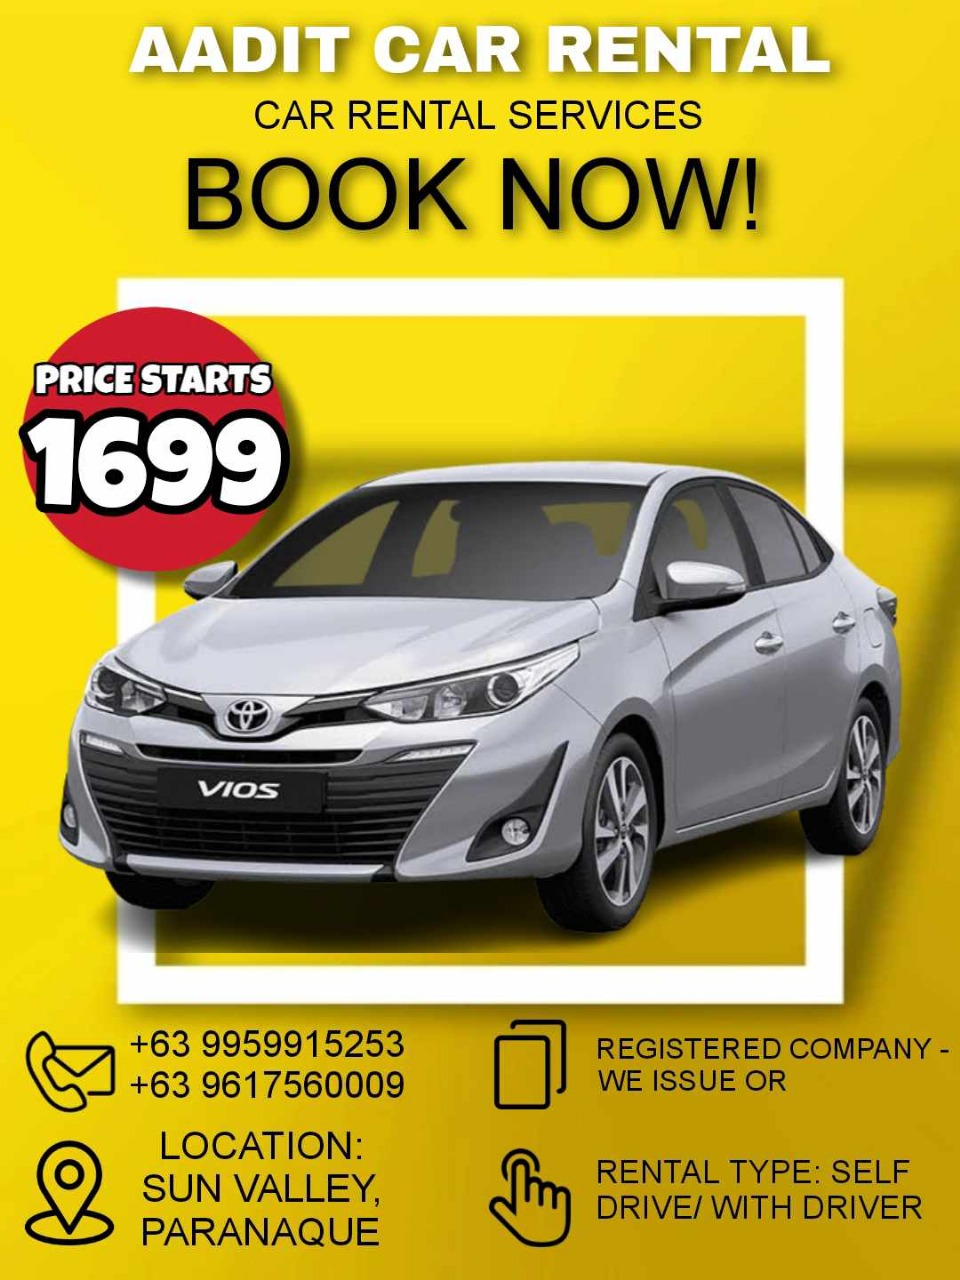 AADIT CAR RENTAL
CAR RENTAL SERVICES
BOOK NOW!
PRICE STARTS
1699
VIOS
+63 9959915253
+63 9617560009
REGISTERED COMPANY -
WE ISSUE OR
LOCATION:
SUN VALLEY,
PARANAQUE
RENTAL TYPE: SELF
DRIVE/ WITH DRIVER